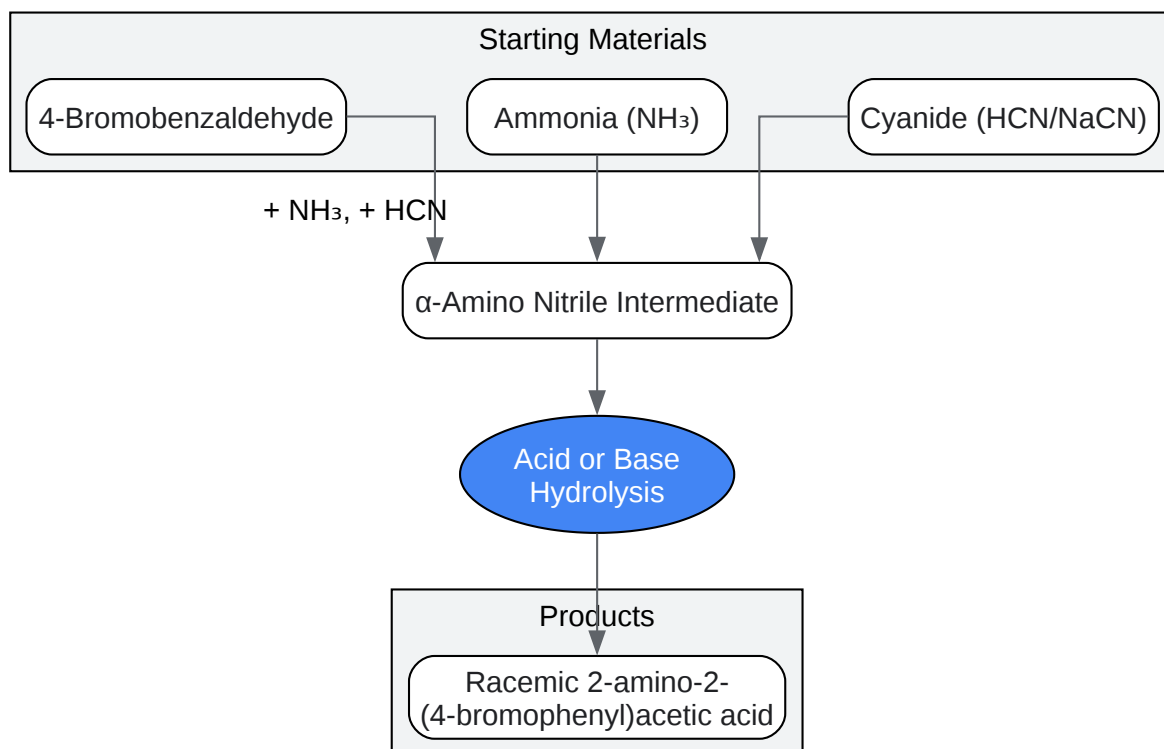 Starting Materials
4-Bromobenzaldehyde
Ammonia (NH₃)
Cyanide (HCN/NaCN)
+ NH₃, + HCN
α-Amino Nitrile Intermediate
Acid or Base
Hydrolysis
Products
Racemic 2-amino-2-
(4-bromophenyl)acetic acid